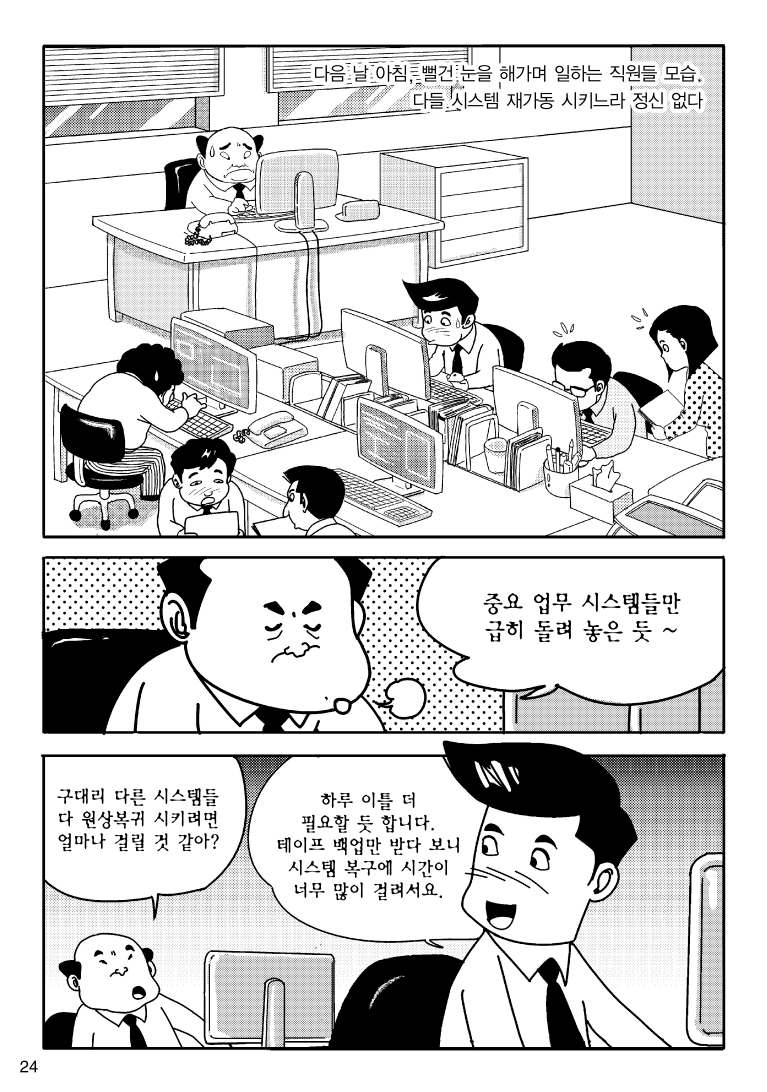 다음 날 아침, 뻘건 눈을 해가며 일하는 직원들 모습.
다들 시스템 재가동 시키느라 정신 없다
중요 업무 시스템들만
급히 돌려 놓은 듯 ~
구대리 다른 시스템들
다 원상복귀 시키려면
얼마나 걸릴 것 같아?
하루 이틀 더
필요할 듯 합니다.
테이프 백업만 받다 보니
시스템 복구에 시간이
너무 많이 걸려서요.
24